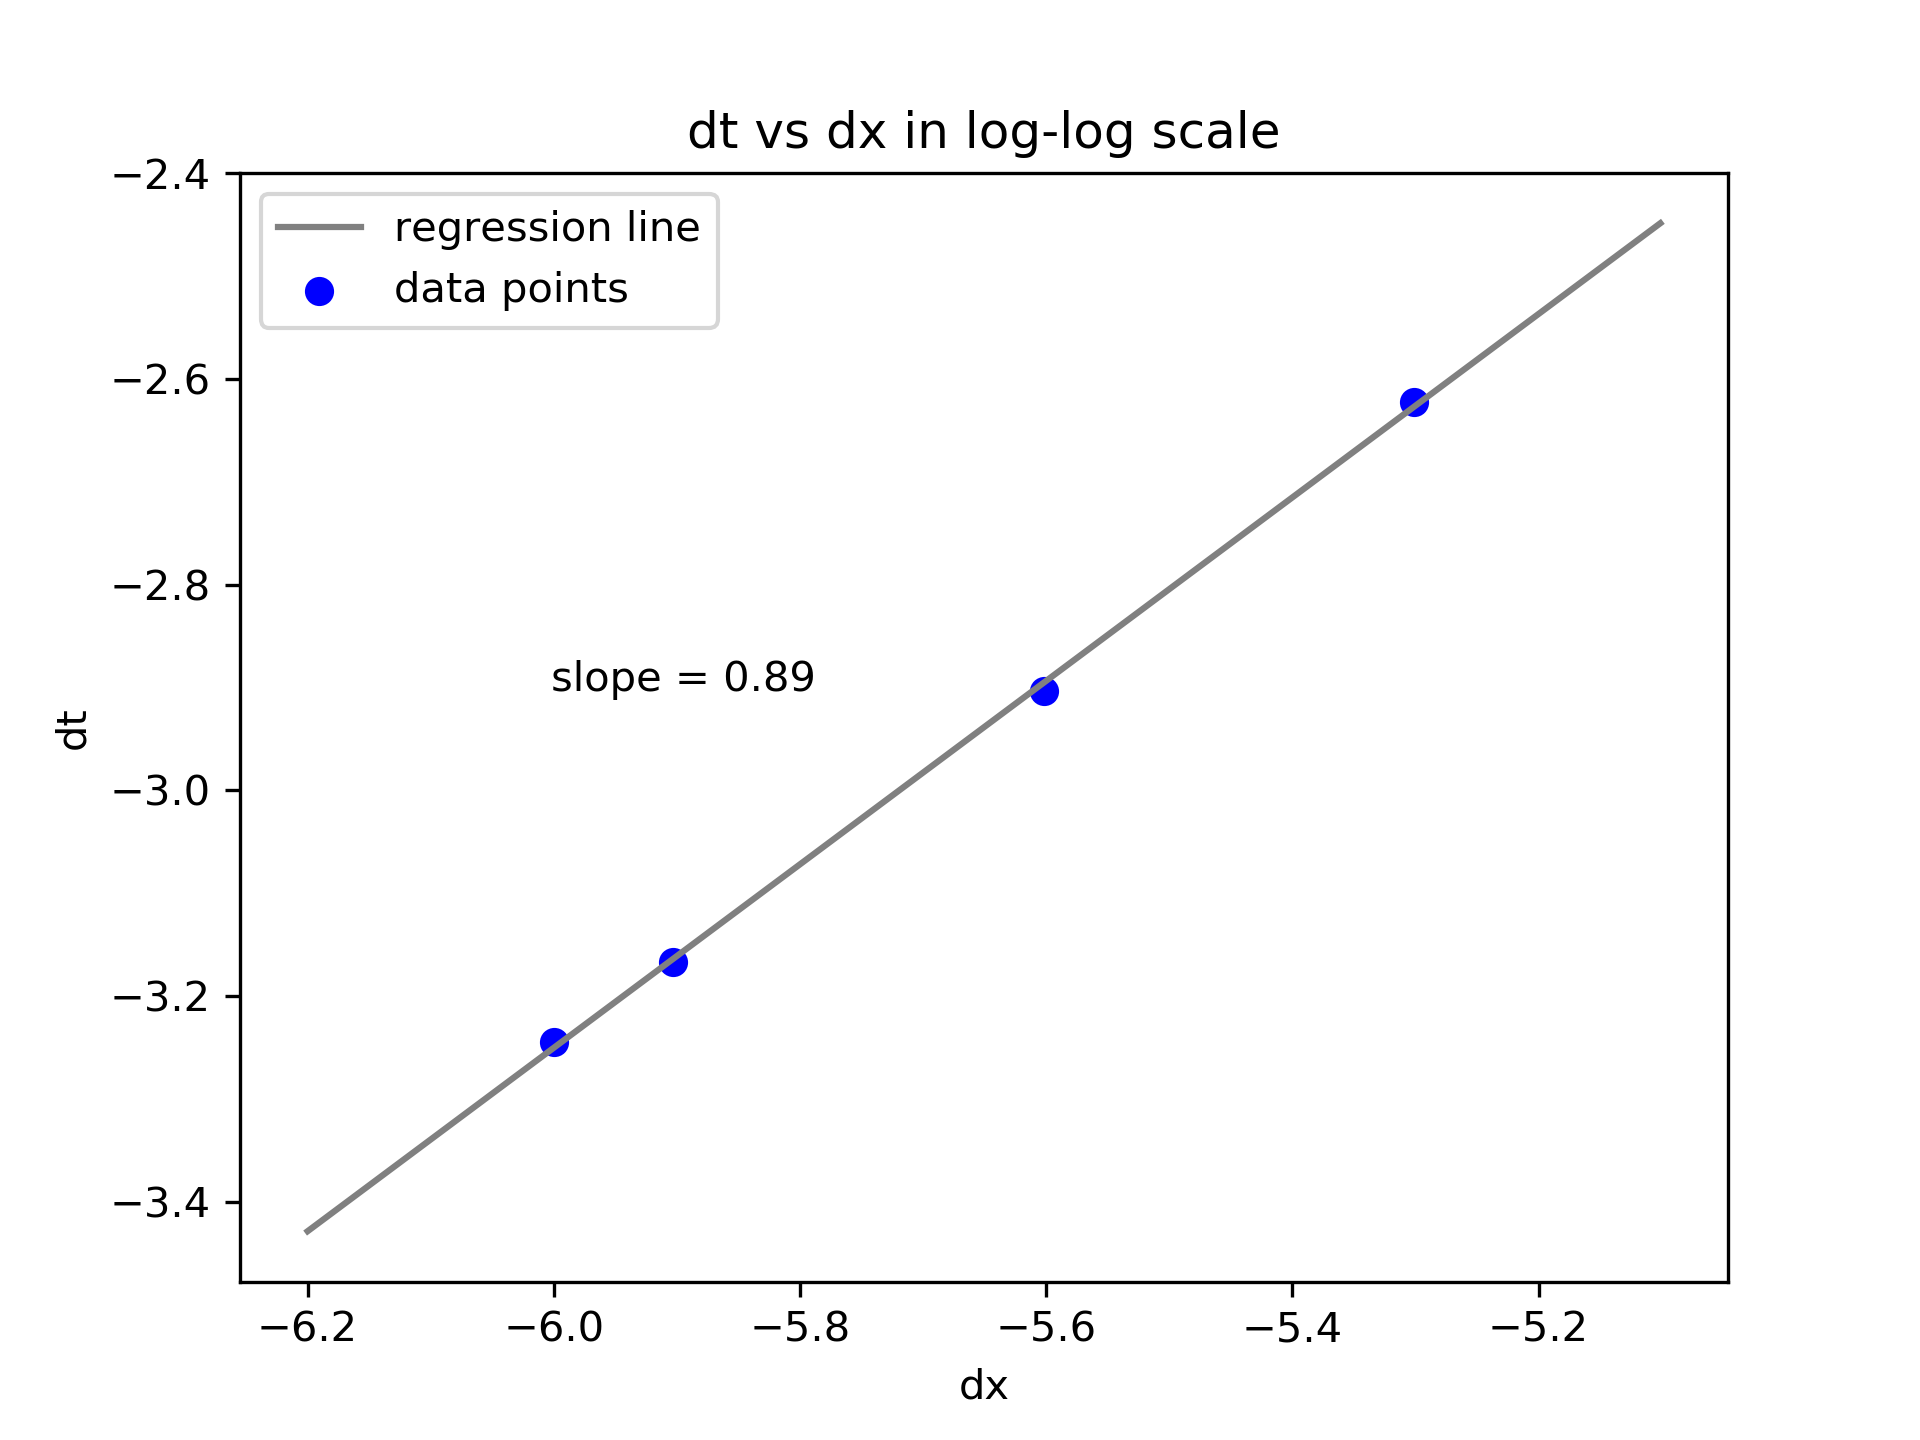 dt vs dx in log-log scale
−2.4
regression line
data points
−2.6
−2.8
slope = 0.89
dt
−3.0
−3.2
−3.4
−6.2 −6.0 −5.8 −5.6 −5.4 −5.2
dx